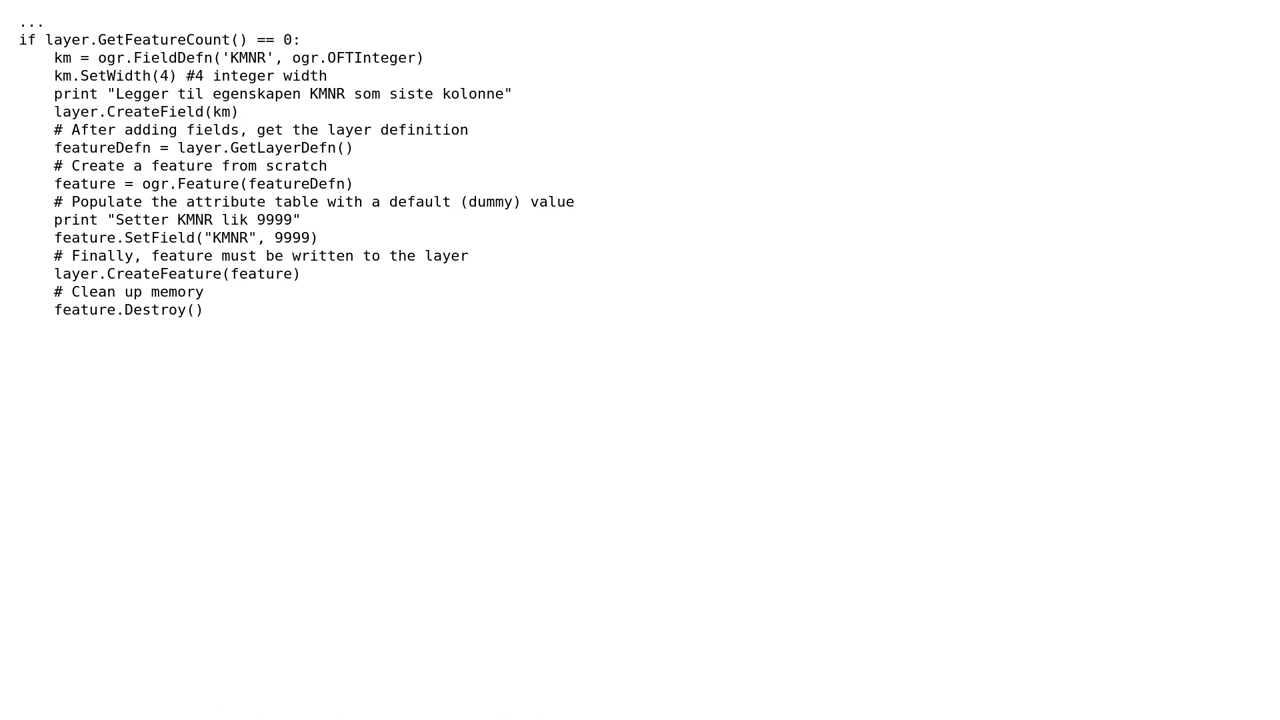 ...
if layer.GetFeatureCount() == 0:
    km = ogr.FieldDefn('KMNR', ogr.OFTInteger)
    km.SetWidth(4) #4 integer width
    print "Legger til egenskapen KMNR som siste kolonne"
    layer.CreateField(km)
    # After adding fields, get the layer definition
    featureDefn = layer.GetLayerDefn()
    # Create a feature from scratch
    feature = ogr.Feature(featureDefn)
    # Populate the attribute table with a default (dummy) value
    print "Setter KMNR lik 9999"
    feature.SetField("KMNR", 9999)
    # Finally, feature must be written to the layer
    layer.CreateFeature(feature)
    # Clean up memory
    feature.Destroy()